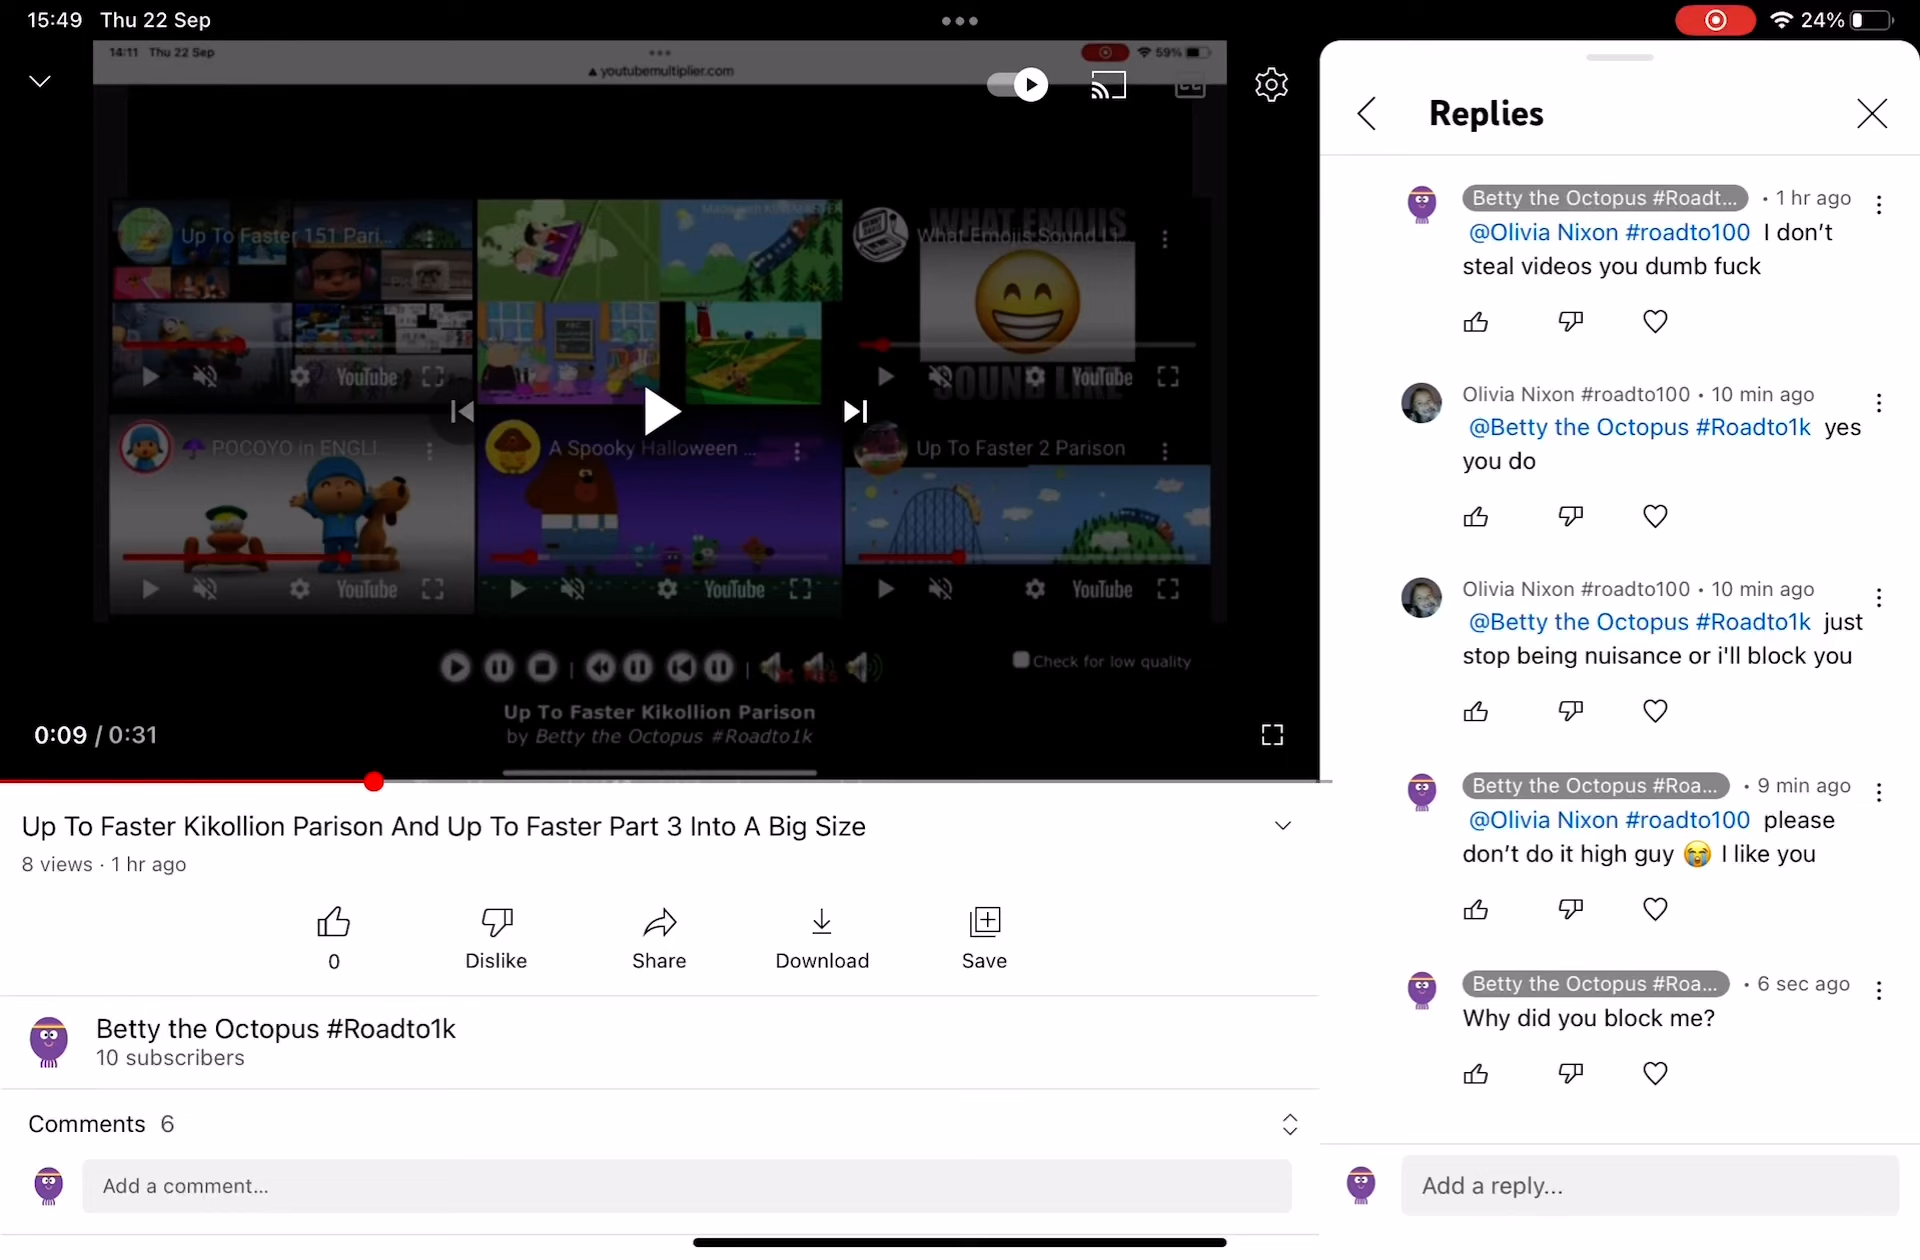 15:49 Thu 22 Sep
24%
14:11 Thu 22 Sep
59%
youtubemultiplier.com
Up To Faster 151 Pari...
WHAT EMOJIS
What Emojis Sound Li...
SOUND LIKE
YouTube
YouTube
POCOYO in ENGLI
A Spooky Halloween ...
Up To Faster 2 Parison
YouTube
YouTube
YouTube
Check for low quality
Up To Faster Kikollion Parison
by Betty the Octopus #Roadto1k
0:09 / 0:31
Up To Faster Kikollion Parison And Up To Faster Part 3 Into A Big Size
8 views · 1 hr ago
0
Dislike
Share
Download
Save
Betty the Octopus #Roadto1k
10 subscribers
Comments 6
Add a comment...
Replies
Betty the Octopus #Roadt... • 1 hr ago
@Olivia Nixon #roadto100 I don’t
steal videos you dumb fuck
Olivia Nixon #roadto100 • 10 min ago
@Betty the Octopus #Roadto1k yes
you do
Olivia Nixon #roadto100 • 10 min ago
@Betty the Octopus #Roadto1k just
stop being nuisance or i'll block you
Betty the Octopus #Roa... • 9 min ago
@Olivia Nixon #roadto100 please
don’t do it high guy 😭 I like you
Betty the Octopus #Roa... • 6 sec ago
Why did you block me?
Add a reply...